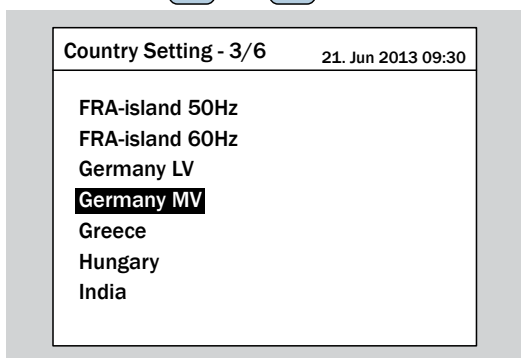 Country Setting - 3/6 21. Jun 2013 09:30
FRA-island 50Hz
FRA-island 60Hz
Germany LV
Germany MV
Greece
Hungary
India